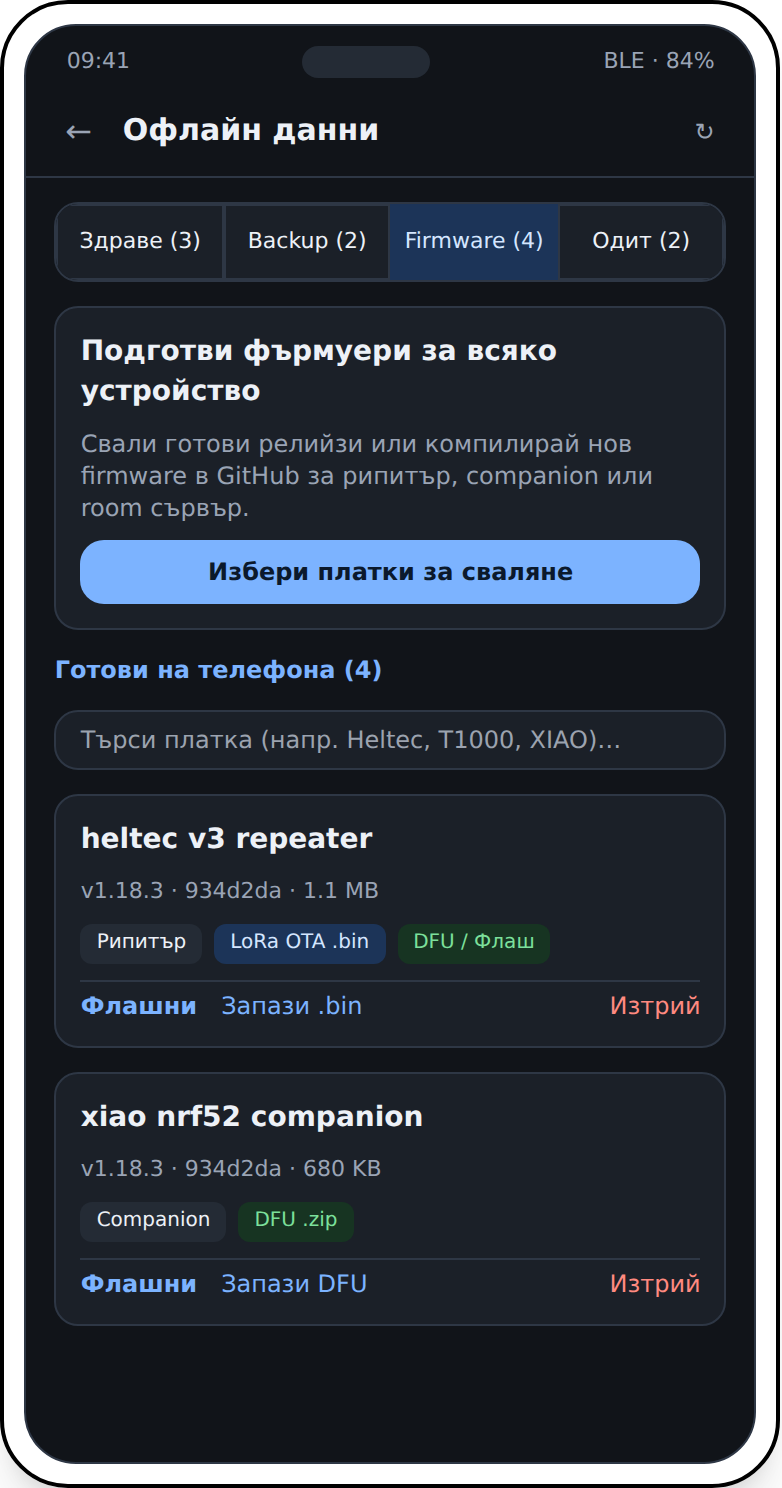 09:41
BLE · 84%
← Офлайн данни ↻
Здраве (3)
Backup (2)
Firmware (4)
Одит (2)
Подготви фърмуери за всяко
устройство
Свали готови релийзи или компилирай нов
firmware в GitHub за рипитър, companion или
room сървър.
Избери платки за сваляне
Готови на телефона (4)
Търси платка (напр. Heltec, T1000, XIAO)…
heltec v3 repeater
v1.18.3 · 934d2da · 1.1 MB
Рипитър
LoRa OTA .bin
DFU / Флаш
Флашни
Запази .bin
Изтрий
xiao nrf52 companion
v1.18.3 · 934d2da · 680 KB
Companion
DFU .zip
Флашни
Запази DFU
Изтрий